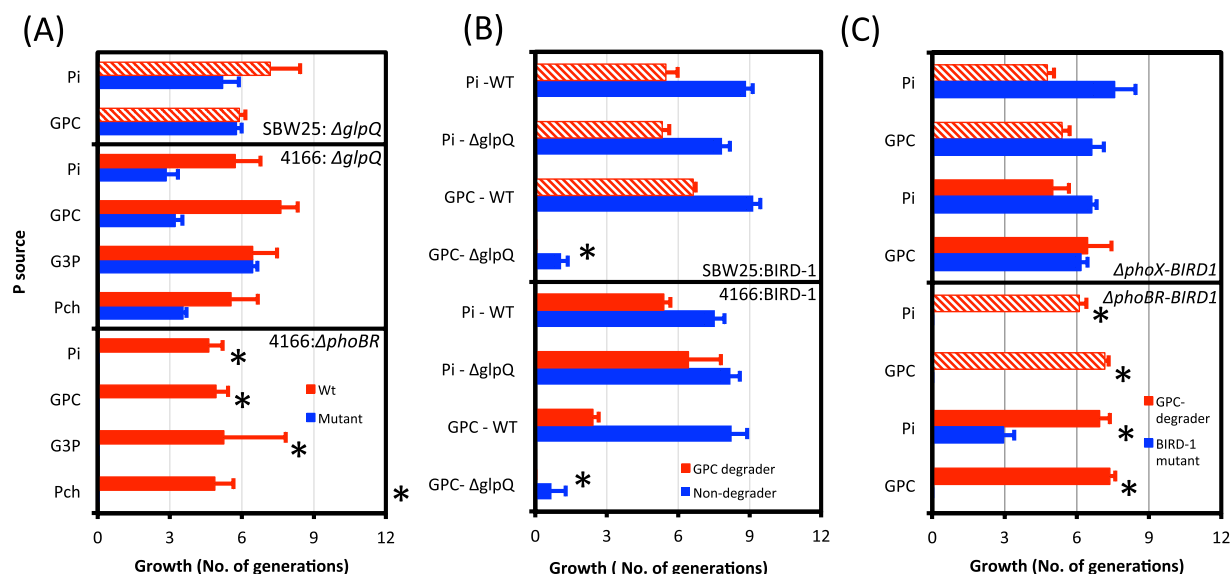 (A)
P source
Pi
GPC
SBW25: ΔglpQ
4166: ΔglpQ
Pi
GPC
G3P
Pch
4166:ΔphoBR
Pi
*
GPC
*
Wt
Mutant
G3P
*
Pch
*
0 3 6 9 12
Growth (No. of generations)
(B)
Pi -WT
Pi - ΔglpQ
GPC - WT
GPC- ΔglpQ
*
SBW25:BIRD-1
4166:BIRD-1
Pi - WT
Pi - ΔglpQ
GPC - WT
GPC- ΔglpQ
*
GPC degrader
Non-degrader
0 3 6 9 12
Growth ( No. of generations)
(C)
Pi
GPC
Pi
GPC
ΔphoX-BIRD1
ΔphoBR-BIRD1
Pi
*
GPC
*
Pi
*
GPC
*
GPC-
degrader
BIRD-1
mutant
0 3 6 9 12
Growth (No. of generations)